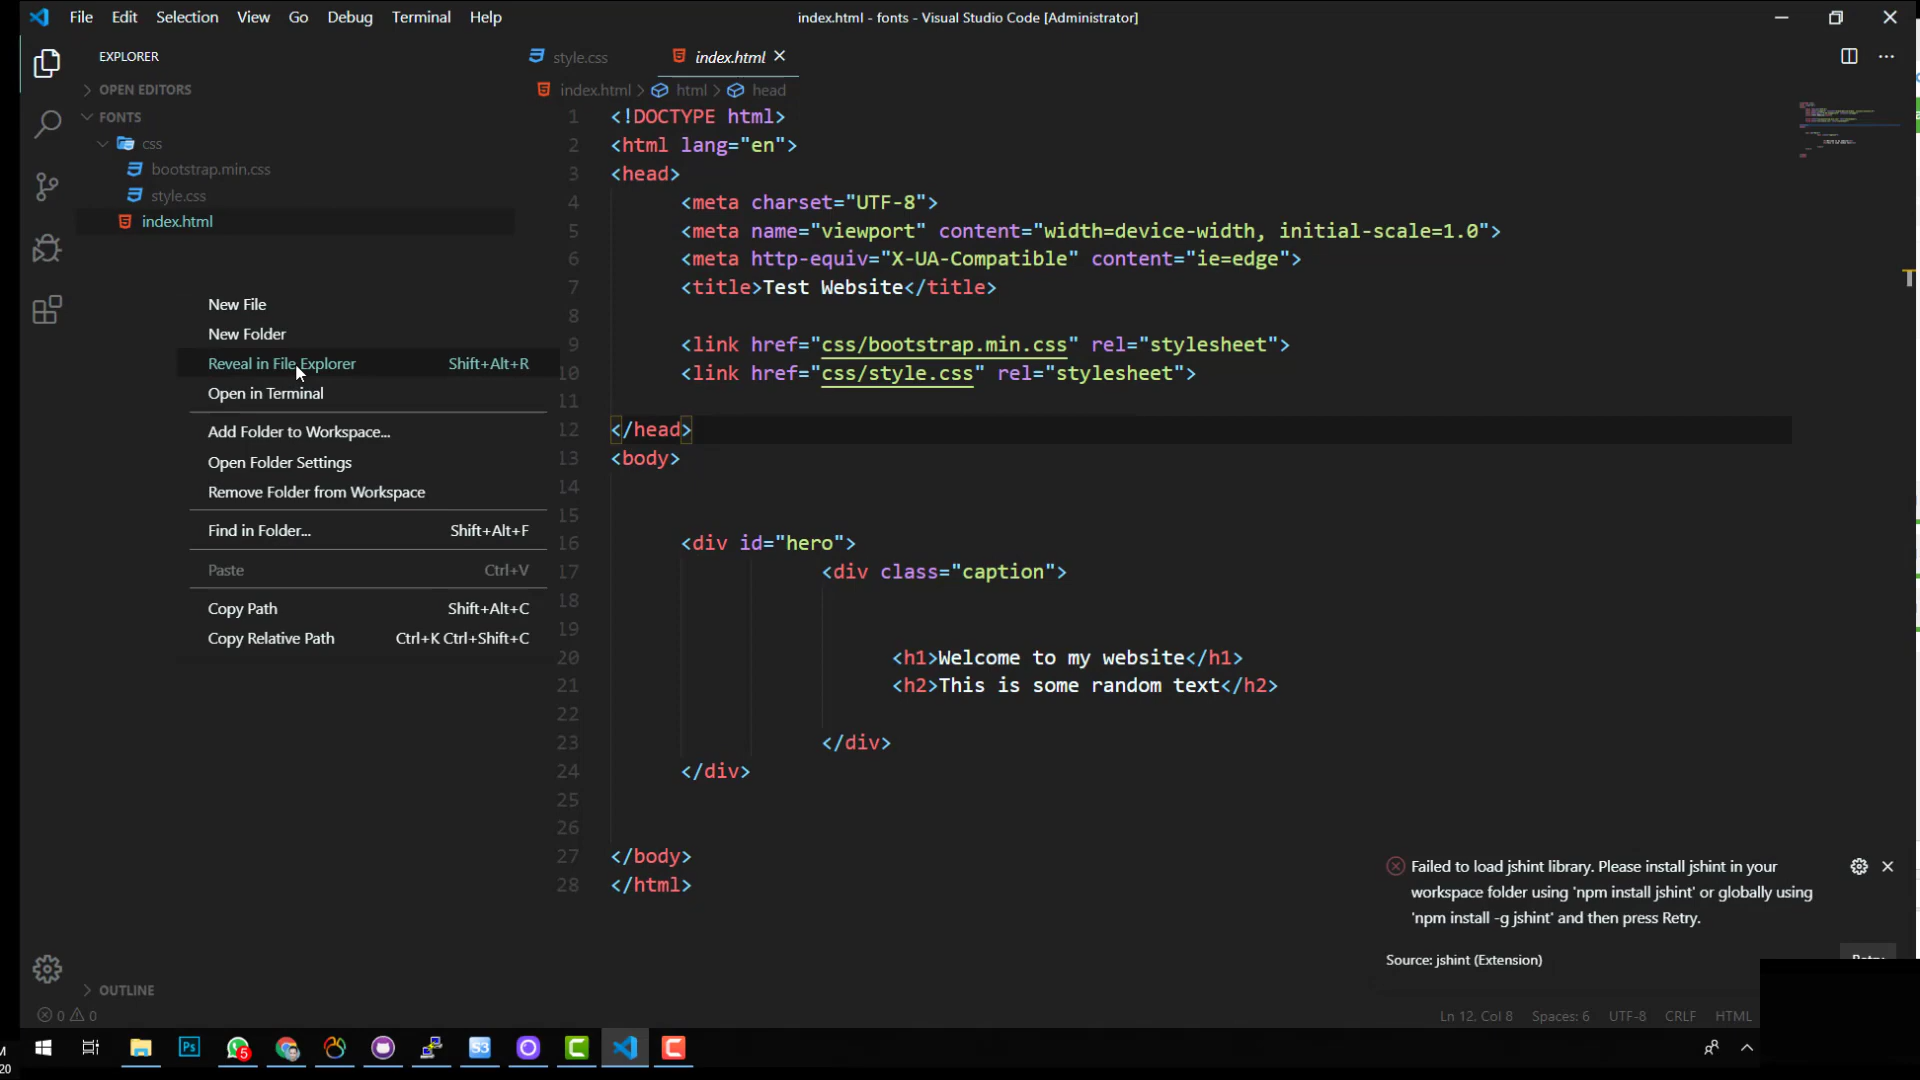 File Edit Selection View Go Debug Terminal Help
index.html - fonts - Visual Studio Code [Administrator]
EXPLORER
OPEN EDITORS
FONTS
css
bootstrap.min.css
style.css
index.html
New File
New Folder
Reveal in File Explorer Shift+Alt+R
Open in Terminal
Add Folder to Workspace...
Open Folder Settings
Remove Folder from Workspace
Find in Folder... Shift+Alt+F
Paste Ctrl+V
Copy Path Shift+Alt+C
Copy Relative Path Ctrl+K Ctrl+Shift+C
OUTLINE
style.css index.html
index.html > html > head
1 <!DOCTYPE html>
2 <html lang="en">
3 <head>
4 <meta charset="UTF-8">
5 <meta name="viewport" content="width=device-width, initial-scale=1.0">
6 <meta http-equiv="X-UA-Compatible" content="ie=edge">
7 <title>Test Website</title>
8
9 <link href="css/bootstrap.min.css" rel="stylesheet">
10 <link href="css/style.css" rel="stylesheet">
11
12 </head>
13 <body>
14
15
16 <div id="hero">
17 <div class="caption">
18
19
20 <h1>Welcome to my website</h1>
21 <h2>This is some random text</h2>
22
23 </div>
24 </div>
25
26
27 </body>
28 </html>
Failed to load jshint library. Please install jshint in your
workspace folder using 'npm install jshint' or globally using
'npm install -g jshint' and then press Retry.
Source: jshint (Extension)
0 0
Ln 12, Col 8 Spaces: 6 UTF-8 CRLF HTML
Ps 5 S3 C C
M
20